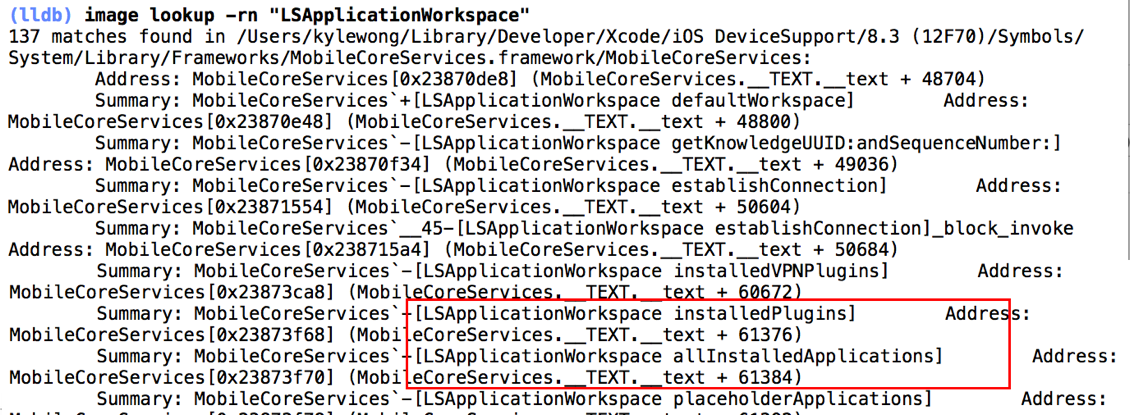 (lldb) image lookup -rn "LSApplicationWorkspace"
137 matches found in /Users/kylewong/Library/Developer/Xcode/iOS DeviceSupport/8.3 (12F70)/Symbols/
System/Library/Frameworks/MobileCoreServices.framework/MobileCoreServices:
Address: MobileCoreServices[0x23870de8] (MobileCoreServices.__TEXT.__text + 48704)
Summary: MobileCoreServices`+[LSApplicationWorkspace defaultWorkspace] Address:
MobileCoreServices[0x23870e48] (MobileCoreServices.__TEXT.__text + 48800)
Summary: MobileCoreServices`-[LSApplicationWorkspace getKnowledgeUUID:andSequenceNumber:]
Address: MobileCoreServices[0x23870f34] (MobileCoreServices.__TEXT.__text + 49036)
Summary: MobileCoreServices`-[LSApplicationWorkspace establishConnection] Address:
MobileCoreServices[0x23871554] (MobileCoreServices.__TEXT.__text + 50604)
Summary: MobileCoreServices`__45-[LSApplicationWorkspace establishConnection]_block_invoke
Address: MobileCoreServices[0x238715a4] (MobileCoreServices.__TEXT.__text + 50684)
Summary: MobileCoreServices`-[LSApplicationWorkspace installedVPNPlugins] Address:
MobileCoreServices[0x23873ca8] (MobileCoreServices.__TEXT.__text + 60672)
Summary: MobileCoreServices`-[LSApplicationWorkspace installedPlugins] Address:
MobileCoreServices[0x23873f68] (MobileCoreServices.__TEXT.__text + 61376)
Summary: MobileCoreServices`-[LSApplicationWorkspace allInstalledApplications] Address:
MobileCoreServices[0x23873f70] (MobileCoreServices.__TEXT.__text + 61384)
Summary: MobileCoreServices`-[LSApplicationWorkspace placeholderApplications] Address: